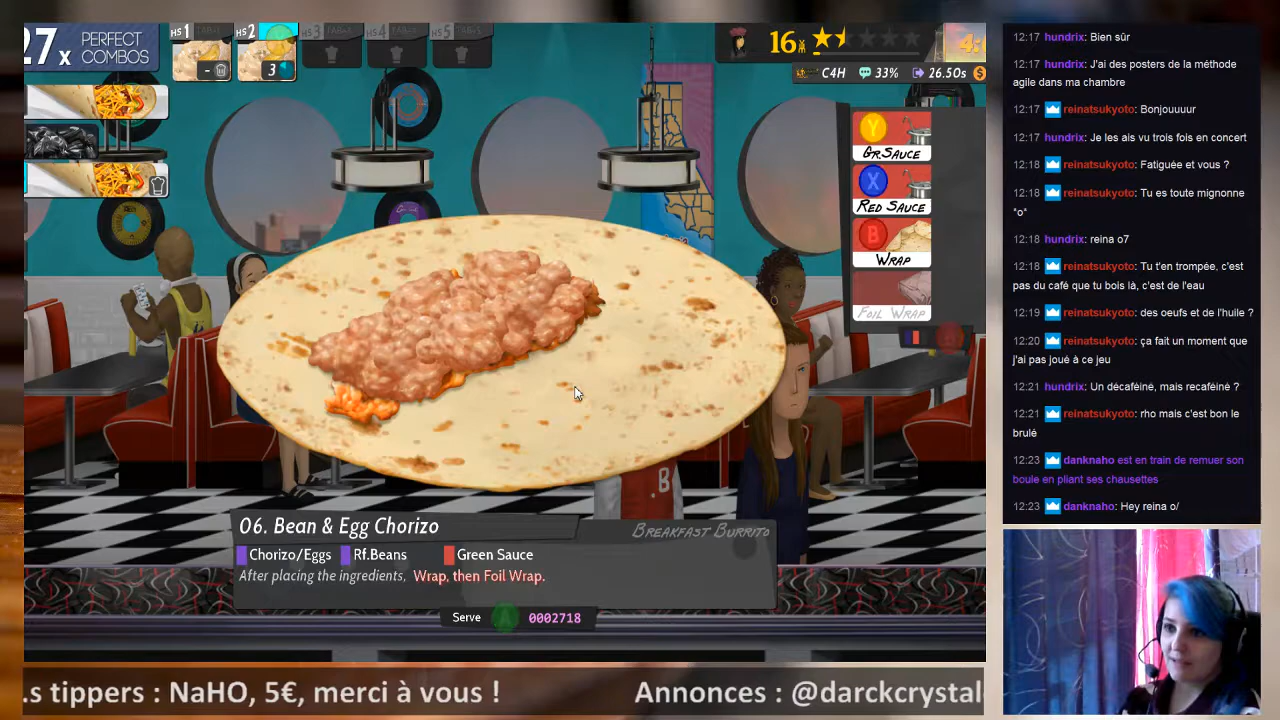 27x PERFECT COMBOS
HS1
HS2
HS3
HS4
HS5
-
3
16
C4H 33% 26.50s
Y
GR.SAUCE
X
RED SAUCE
B
WRAP
FOIL WRAP
.B
06. Bean & Egg Chorizo
BREAKFAST BURRITO
Chorizo/Eggs Rf.Beans Green Sauce
After placing the ingredients, Wrap, then Foil Wrap.
Serve A 0002718
.s tippers : NaHO, 5€, merci à vous ! Annonces : @darckcrystale
12:17 hundrix: Bien sûr
12:17 hundrix: J'ai des posters de la méthode
agile dans ma chambre
12:17 reinatsukyoto: Bonjouuuur
12:17 hundrix: Je les ais vu trois fois en concert
12:18 reinatsukyoto: Fatiguée et vous ?
12:18 reinatsukyoto: Tu es toute mignonne
*o*
12:18 hundrix: reina o7
12:18 reinatsukyoto: Tu t'en trompée, c'est
pas du café que tu bois là, c'est de l'eau
12:19 reinatsukyoto: des oeufs et de l'huile ?
12:20 reinatsukyoto: ça fait un moment que
j'ai pas joué à ce jeu
12:21 hundrix: Un décaféiné, mais recaféiné ?
12:21 reinatsukyoto: rho mais c'est bon le
brulé
12:23 danknaho est en train de remuer son
boule en pliant ses chausettes
12:23 danknaho: Hey reina o/